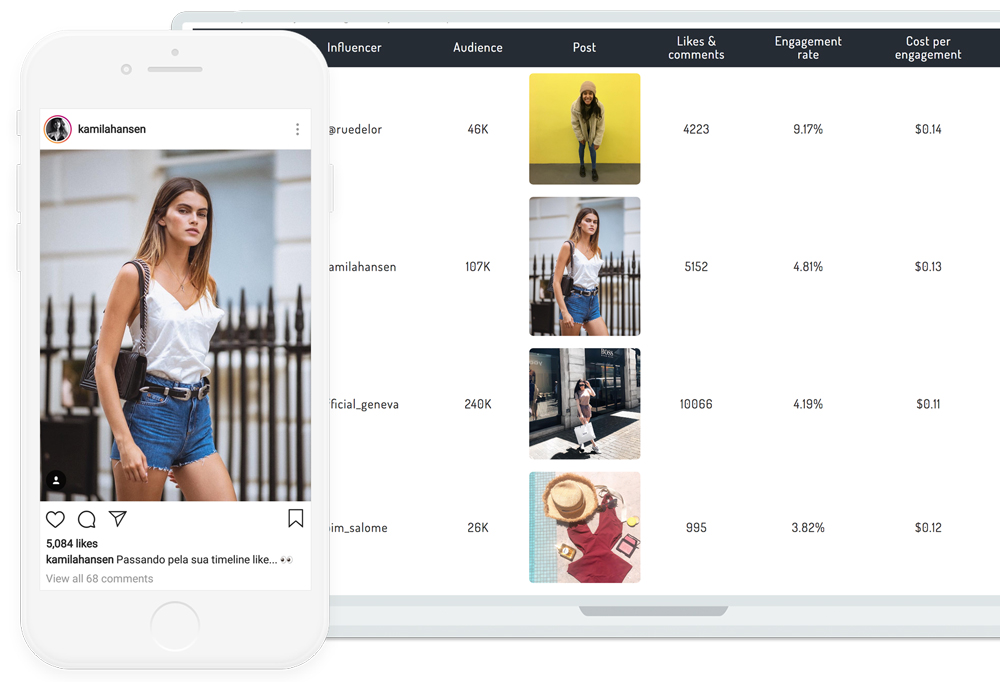 kamilahansen
5,084 likes
kamilahansen Passando pela sua timeline like... 👀
View all 68 comments
Influencer Audience Post Likes & comments Engagement rate Cost per engagement
@ruedelor 46K 4223 9.17% $0.14
amilahansen 107K 5152 4.81% $0.13
BOSS
ficial_geneva 240K 10066 4.19% $0.11
im_salome 26K 995 3.82% $0.12